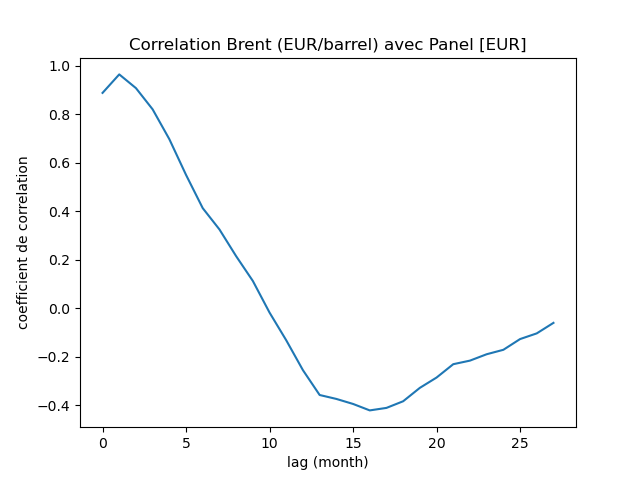 Correlation Brent (EUR/barrel) avec Panel [EUR]
coefficient de correlation
1.0
0.8
0.6
0.4
0.2
0.0
−0.2
−0.4
0 5 10 15 20 25
lag (month)